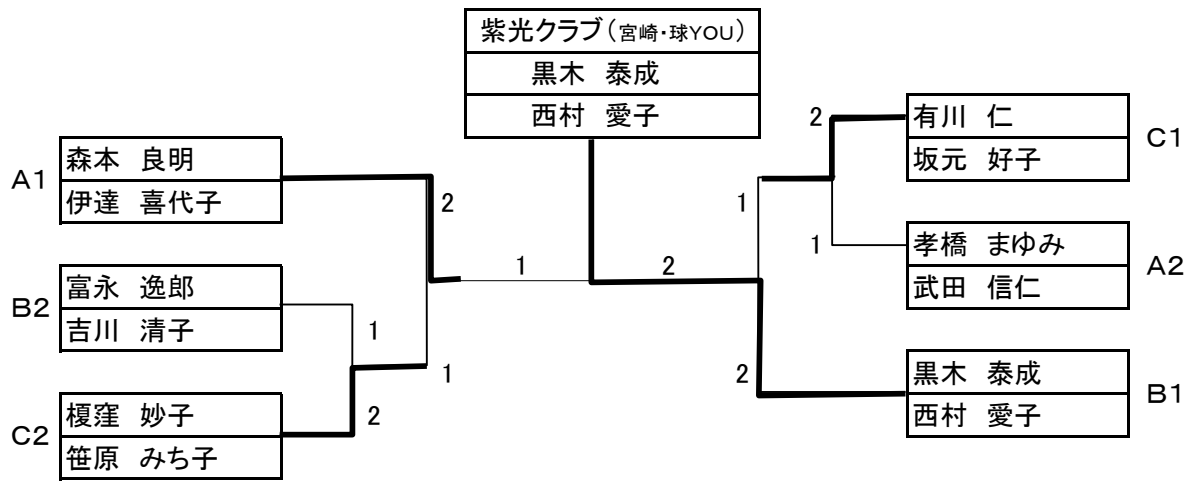 紫光クラブ（宮崎・球YOU）
黒木 泰成
西村 愛子
A1
森本 良明
伊達 喜代子
B2
富永 逸郎
吉川 清子
C2
榎窪 妙子
笹原 みち子
2
1
2
1
1
2
2
1
1
2
有川 仁
坂元 好子
C1
孝橋 まゆみ
武田 信仁
A2
黒木 泰成
西村 愛子
B1